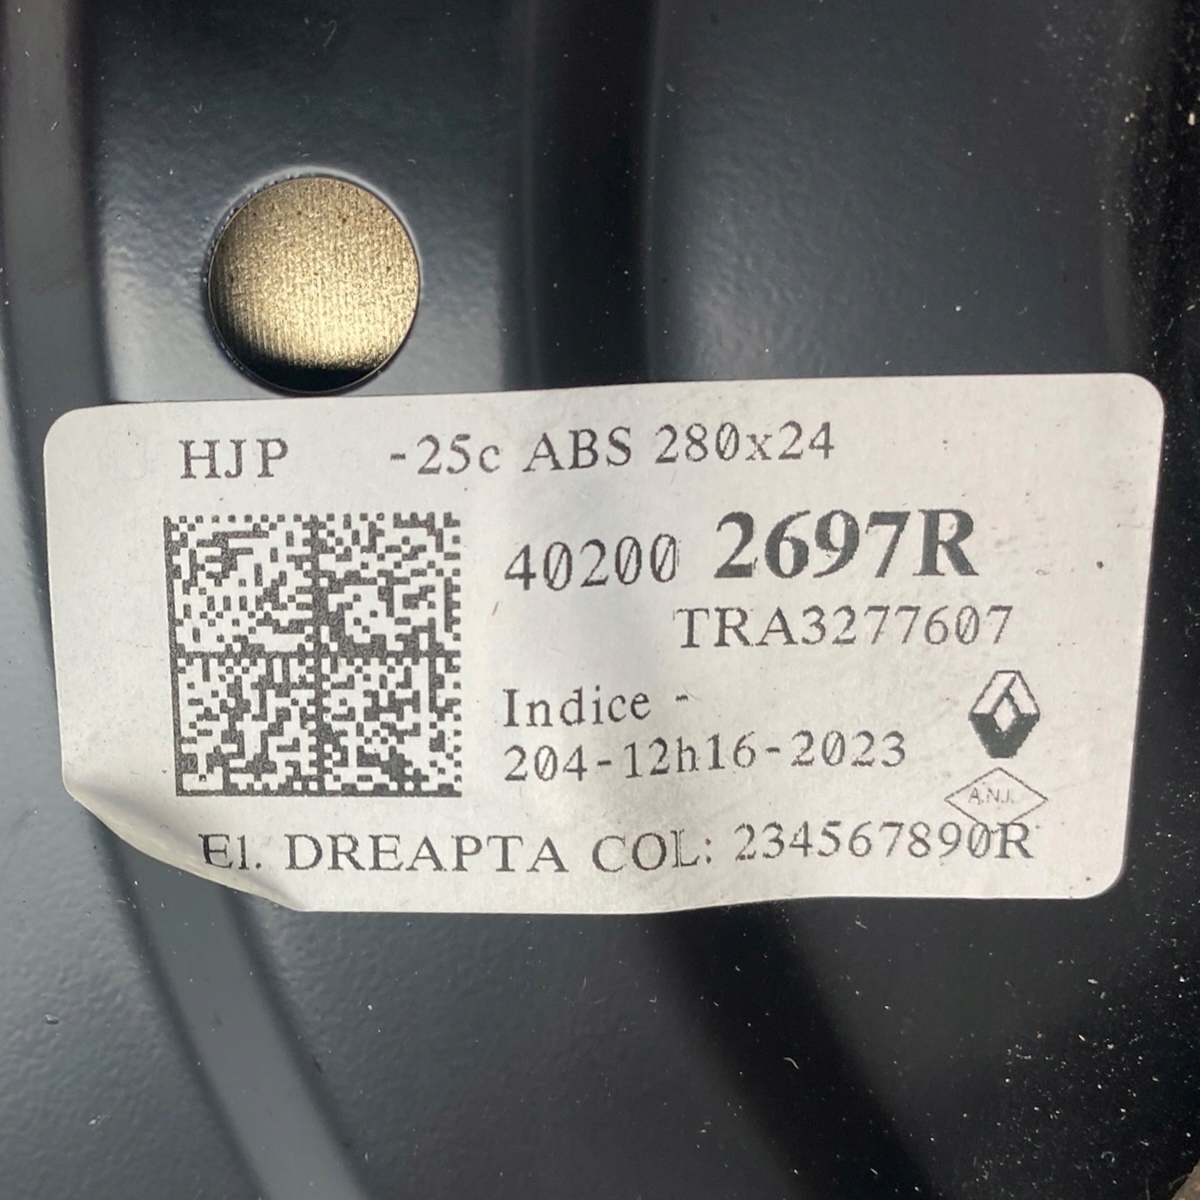 HJP -25c ABS 280x24
40200 2697R
TRA3277607
Indice -
204-12h16-2023
A.N.I.
El. DREAPTA COL: 234567890R